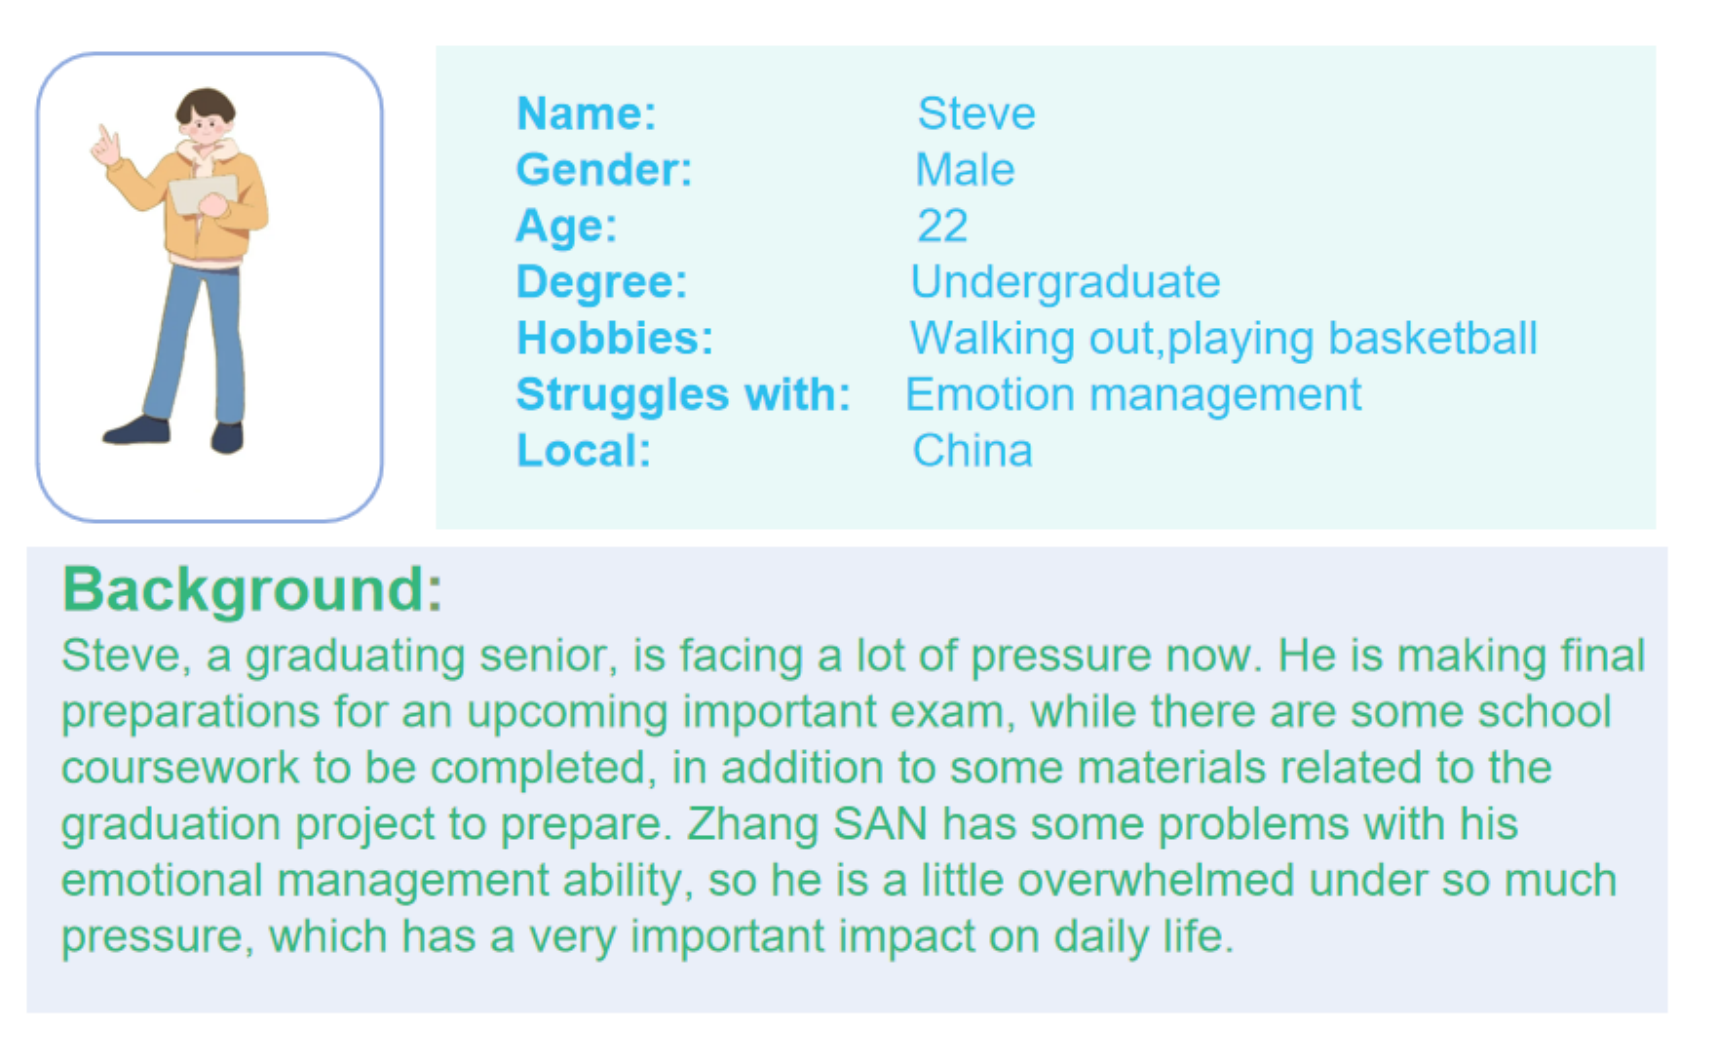 Name: Steve
Gender: Male
Age: 22
Degree: Undergraduate
Hobbies: Walking out,playing basketball
Struggles with: Emotion management
Local: China
Background:
Steve, a graduating senior, is facing a lot of pressure now. He is making final
preparations for an upcoming important exam, while there are some school
coursework to be completed, in addition to some materials related to the
graduation project to prepare. Zhang SAN has some problems with his
emotional management ability, so he is a little overwhelmed under so much
pressure, which has a very important impact on daily life.